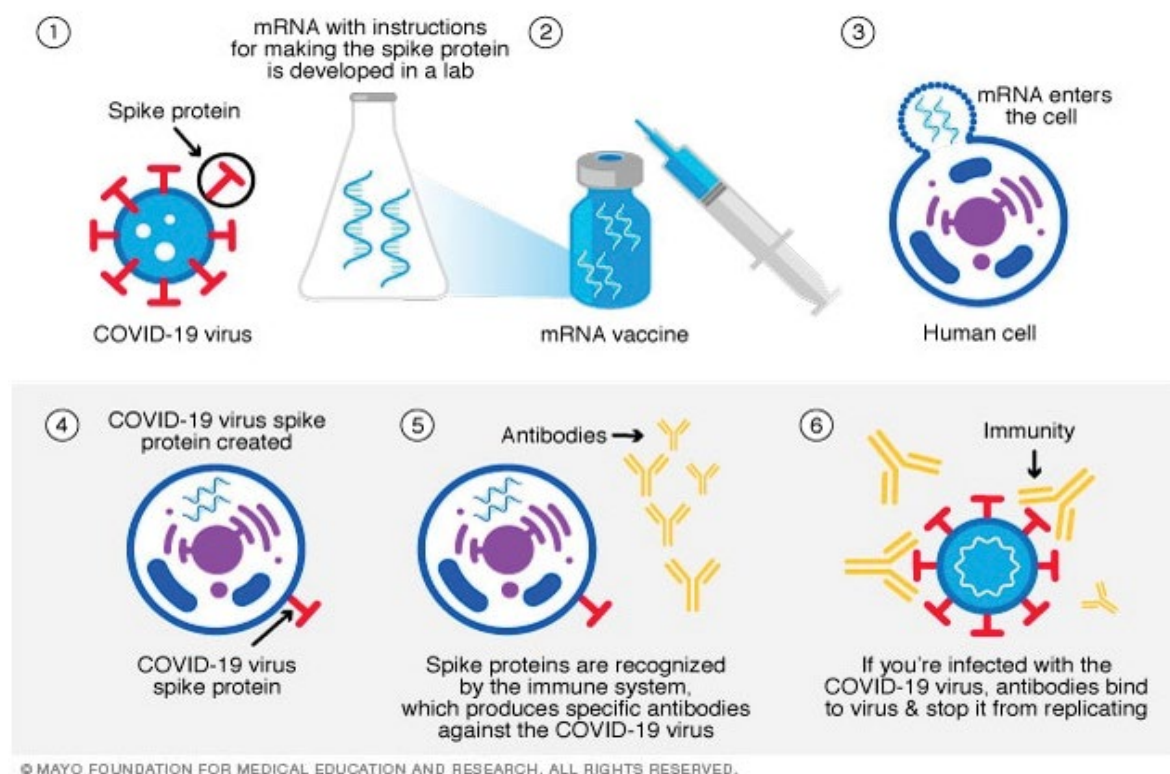 1
Spike protein
COVID-19 virus
mRNA with instructions
for making the spike protein
is developed in a lab
2
mRNA vaccine
3
mRNA enters
the cell
Human cell
4
COVID-19 virus spike
protein created
COVID-19 virus
spike protein
5
Antibodies
Spike proteins are recognized
by the immune system,
which produces specific antibodies
against the COVID-19 virus
6
Immunity
If you're infected with the
COVID-19 virus, antibodies bind
to virus & stop it from replicating
© MAYO FOUNDATION FOR MEDICAL EDUCATION AND RESEARCH. ALL RIGHTS RESERVED.